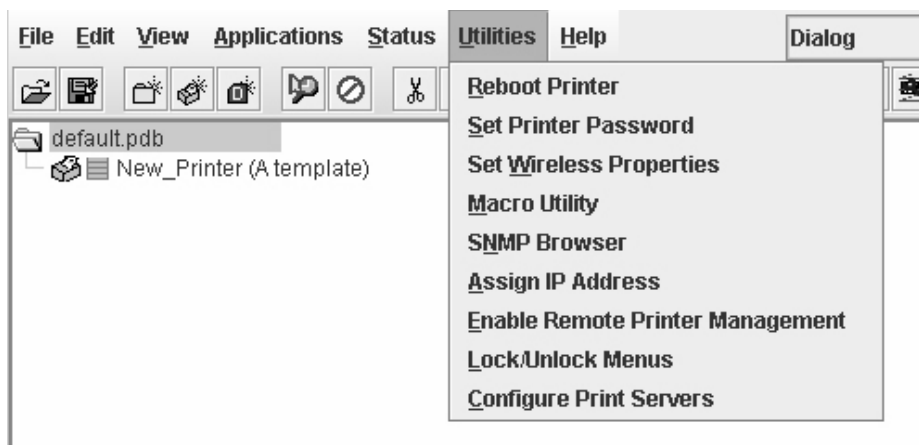 File Edit View Applications Status Utilities Help Dialog
default.pdb
New_Printer (A template)
Reboot Printer
Set Printer Password
Set Wireless Properties
Macro Utility
SNMP Browser
Assign IP Address
Enable Remote Printer Management
Lock/Unlock Menus
Configure Print Servers